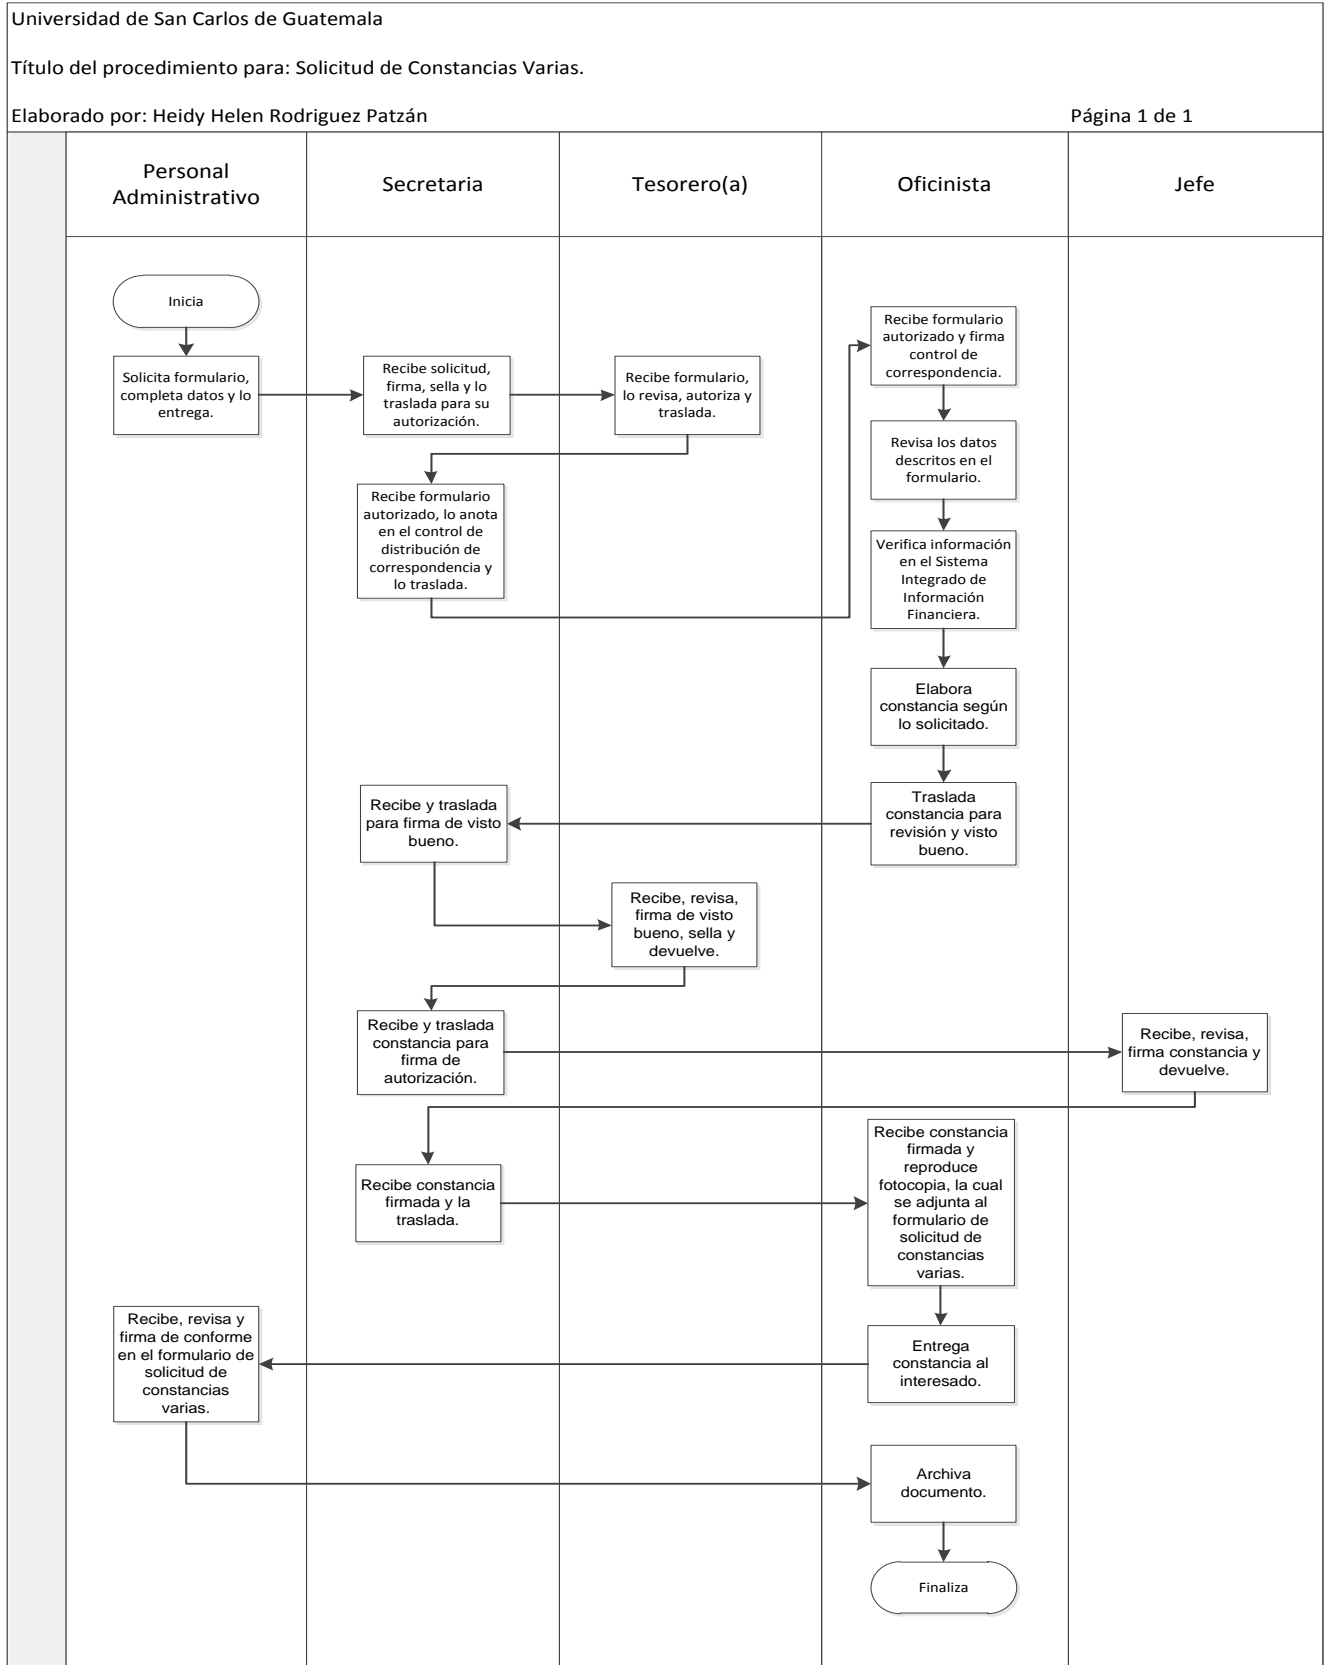 Universidad de San Carlos de Guatemala
Título del procedimiento para: Solicitud de Constancias Varias.
Elaborado por: Heidy Helen Rodriguez Patzán
Página 1 de 1
Personal
Administrativo
Secretaria
Tesorero(a)
Oficinista
Jefe
Inicia
Solicita formulario,
completa datos y lo
entrega.
Recibe solicitud,
firma, sella y lo
traslada para su
autorización.
Recibe formulario,
lo revisa, autoriza y
traslada.
Recibe formulario
autorizado, lo anota
en el control de
distribución de
correspondencia y
lo traslada.
Recibe formulario
autorizado y firma
control de
correspondencia.
Revisa los datos
descritos en el
formulario.
Verifica información
en el Sistema
Integrado de
Información
Financiera.
Elabora
constancia según
lo solicitado.
Traslada
constancia para
revisión y visto
bueno.
Recibe y traslada
para firma de visto
bueno.
Recibe, revisa,
firma de visto
bueno, sella y
devuelve.
Recibe y traslada
constancia para
firma de
autorización.
Recibe, revisa,
firma constancia y
devuelve.
Recibe constancia
firmada y la
traslada.
Recibe constancia
firmada y
reproduce
fotocopia, la cual
se adjunta al
formulario de
solicitud de
constancias
varias.
Entrega
constancia al
interesado.
Recibe, revisa y
firma de conforme
en el formulario de
solicitud de
constancias
varias.
Archiva
documento.
Finaliza